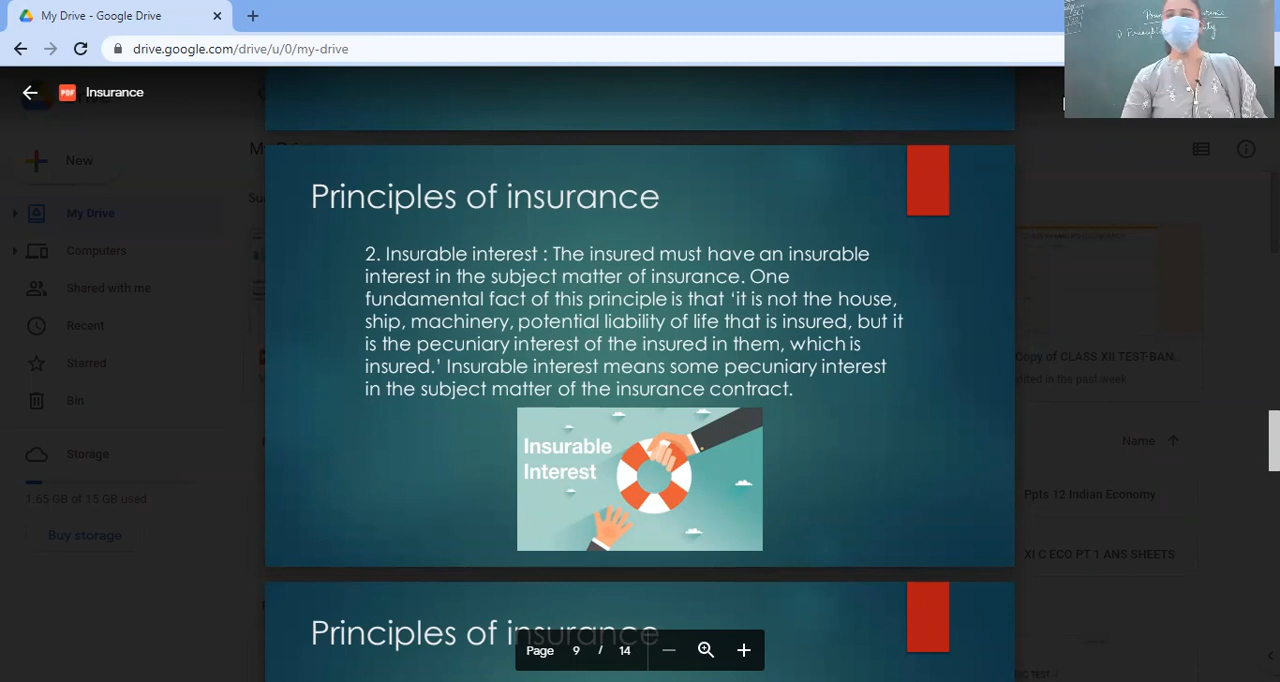 My Drive - Google Drive
drive.google.com/drive/u/0/my-drive
PDF Insurance
New
My Drive
Computers
Shared with me
Recent
Starred
Bin
Storage
1.65 GB of 15 GB used
Buy storage
Principles of insurance
2. Insurable interest : The insured must have an insurable
interest in the subject matter of insurance. One
fundamental fact of this principle is that ‘it is not the house,
ship, machinery, potential liability of life that is insured, but it
is the pecuniary interest of the insured in them, which is
insured.’ Insurable interest means some pecuniary interest
in the subject matter of the insurance contract.
Insurable
Interest
Principles of insurance
Page 9 / 14
Copy of CLASS XII TEST-BAN...
dited in the past week
Name
Ppts 12 Indian Economy
XI C ECO PT 1 ANS SHEETS